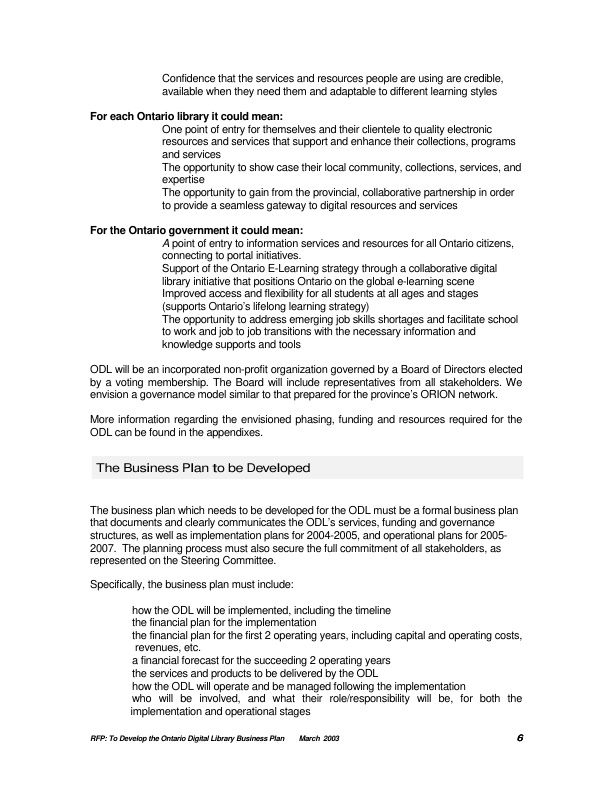 Confidence that the services and resources people are using are credible,
available when they need them and adaptable to different learning styles
For each Ontario library it could mean:
One point of entry for themselves and their clientele to quality electronic
resources and services that support and enhance their collections, programs
and services
The opportunity to show case their local community, collections, services, and
expertise
The opportunity to gain from the provincial, collaborative partnership in order
to provide a seamless gateway to digital resources and services
For the Ontario government it could mean:
A point of entry to information services and resources for all Ontario citizens,
connecting to portal initiatives.
Support of the Ontario E-Learning strategy through a collaborative digital
library initiative that positions Ontario on the global e-learning scene
Improved access and flexibility for all students at all ages and stages
(supports Ontario's lifelong learning strategy)
The opportunity to address emerging job skills shortages and facilitate school
to work and job to job transitions with the necessary information and
knowledge supports and tools
ODL will be an incorporated non-profit organization governed by a Board of Directors elected
by a voting membership. The Board will include representatives from all stakeholders. We
envision a governance model similar to that prepared for the province's ORION network.
More information regarding the envisioned phasing, funding and resources required for the
ODL can be found in the appendixes.
The Business Plan to be Developed
The business plan which needs to be developed for the ODL must be a formal business plan
that documents and clearly communicates the ODL's services, funding and governance
structures, as well as implementation plans for 2004-2005, and operational plans for 2005-
2007. The planning process must also secure the full commitment of all stakeholders, as
represented on the Steering Committee.
Specifically, the business plan must include:
how the ODL will be implemented, including the timeline
the financial plan for the implementation
the financial plan for the first 2 operating years, including capital and operating costs,
revenues, etc.
a financial forecast for the succeeding 2 operating years
the services and products to be delivered by the ODL
how the ODL will operate and be managed following the implementation
who will be involved, and what their role/responsibility will be, for both the
implementation and operational stages
RFP: To Develop the Ontario Digital Library Business Plan March 2003 6